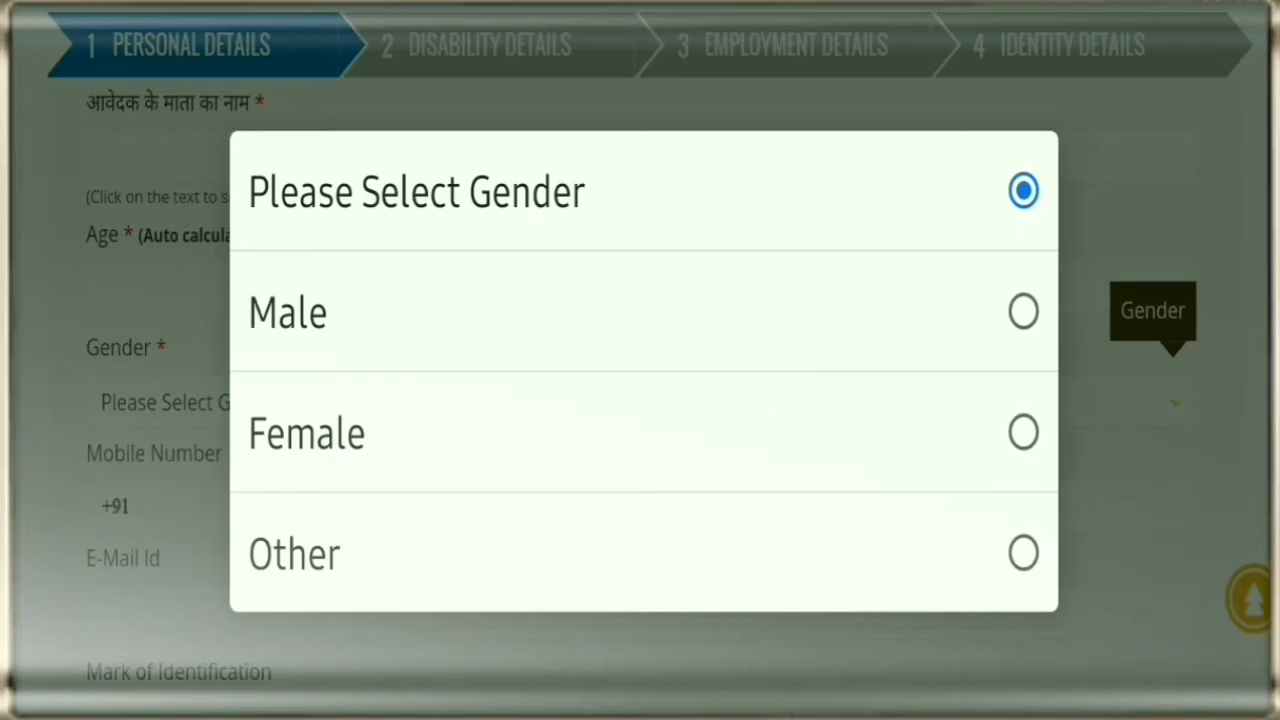 1 PERSONAL DETAILS 2 DISABILITY DETAILS 3 EMPLOYMENT DETAILS 4 IDENTITY DETAILS
आवेदक के माता का नाम *
Please Select Gender
(Click on the text to
Age * (Auto
Male
Gender
Gender *
Please Select
Female
Mobile Number
+91
Other
E-Mail Id
Mark of Identification